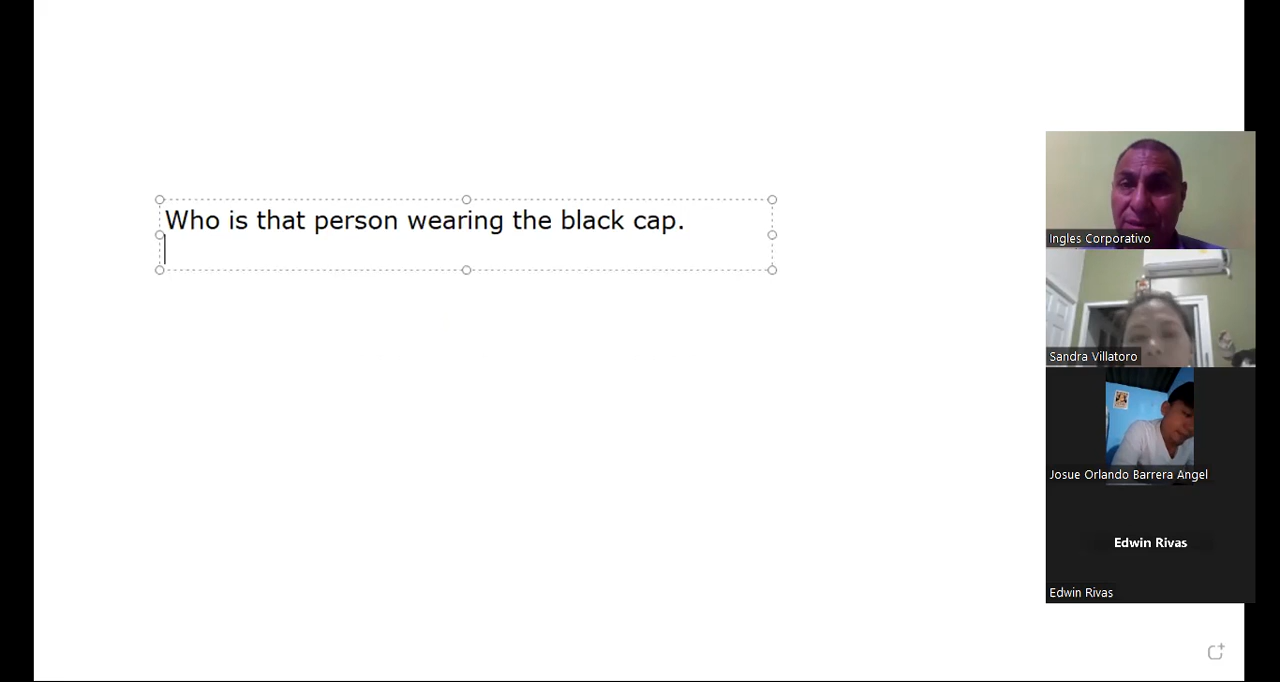 Who is that person wearing the black cap.
Ingles Corporativo
Sandra Villatoro
Josue Orlando Barrera Angel
Edwin Rivas
Edwin Rivas